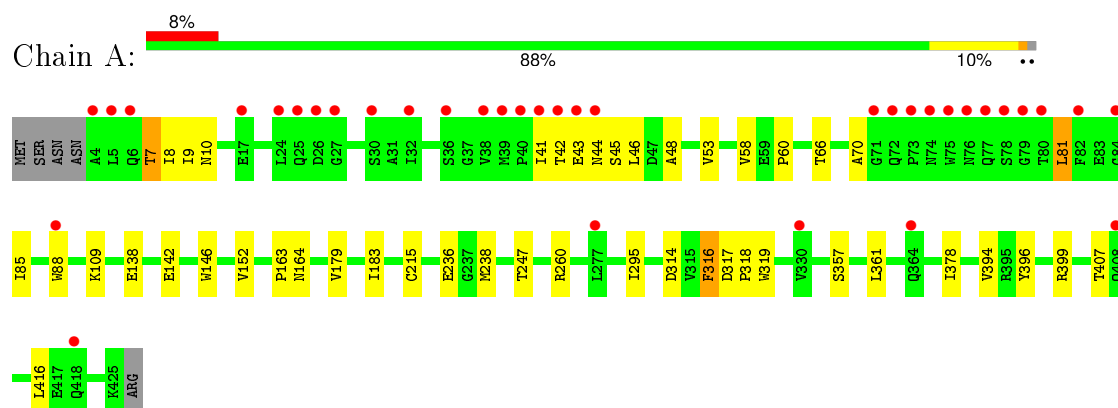 8%
Chain A:
88% 10% ••
MET SER ASN ASN A4 L5 Q6 T7 I8 I9 N10 E17 L24 Q25 D26 G27 S30 A31 I32 S36 G37 V38 M39 P40 I41 T42 E43 N44 S45 L46 D47 A48 V53 V58 E59 P60 T66 A70 G71 Q72 P73 N74 W75 N76 Q77 S78 G79 T80 L81 F82 E83 L84
I85 W88 K109 E138 E142 W146 V152 P163 N164 V179 I183 C215 E236 G237 M238 T247 R260 L277 I295 D314 V315 F316 D317 P318 W319 V330 S357 L361 Q364 I378 V394 R395 Y396 R399 T407
L416 E417 Q418 K425 ARG